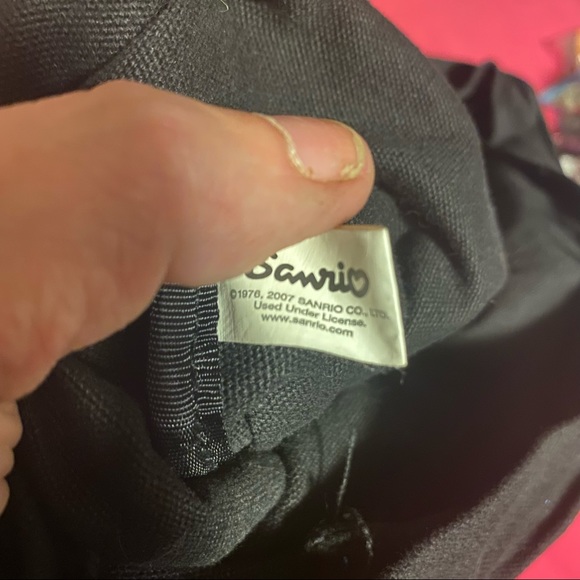 Sanrio
©1976, 2007 SANRIO CO., LTD.
Used Under License.
www.sanrio.com